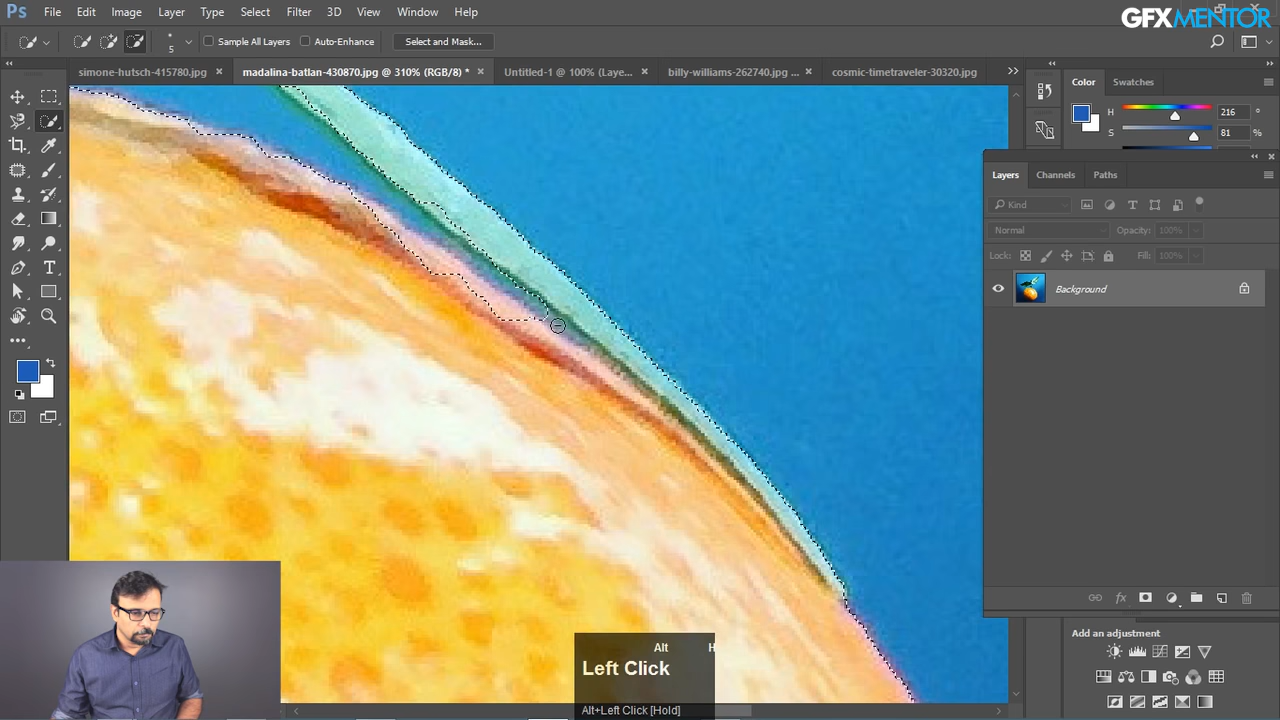 Ps File Edit Image Layer Type Select Filter 3D View Window Help
GFXMENTOR
5 Sample All Layers Auto-Enhance Select and Mask...
simone-hutsch-415780.jpg × madalina-batlan-430870.jpg @ 310% (RGB/8) * × Untitled-1 @ 100% (Laye... × billy-williams-262740.jpg ... × cosmic-timetraveler-30320.jpg
Color Swatches
H 216 °
S 81 %
Layers Channels Paths
Kind
Normal Opacity: 100%
Lock: Fill: 100%
Background
Alt H
Left Click
Alt+Left Click [Hold]
Add an adjustment